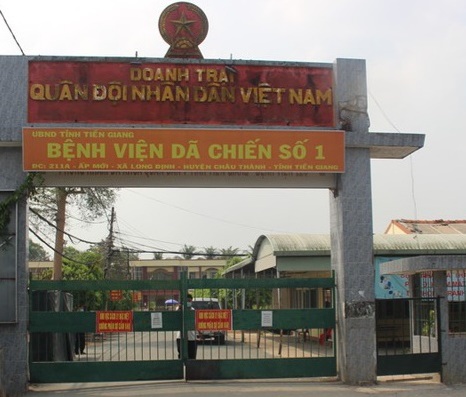 DOANH TRẠI
QUÂN ĐỘI NHÂN DÂN VIỆT NAM
UBND TỈNH TIỀN GIANG
BỆNH VIỆN DÃ CHIẾN SỐ 1
ĐC: 211A - ẤP MỚI - XÃ LONG ĐỊNH - HUYỆN CHÂU THÀNH - TỈNH TIỀN GIANG